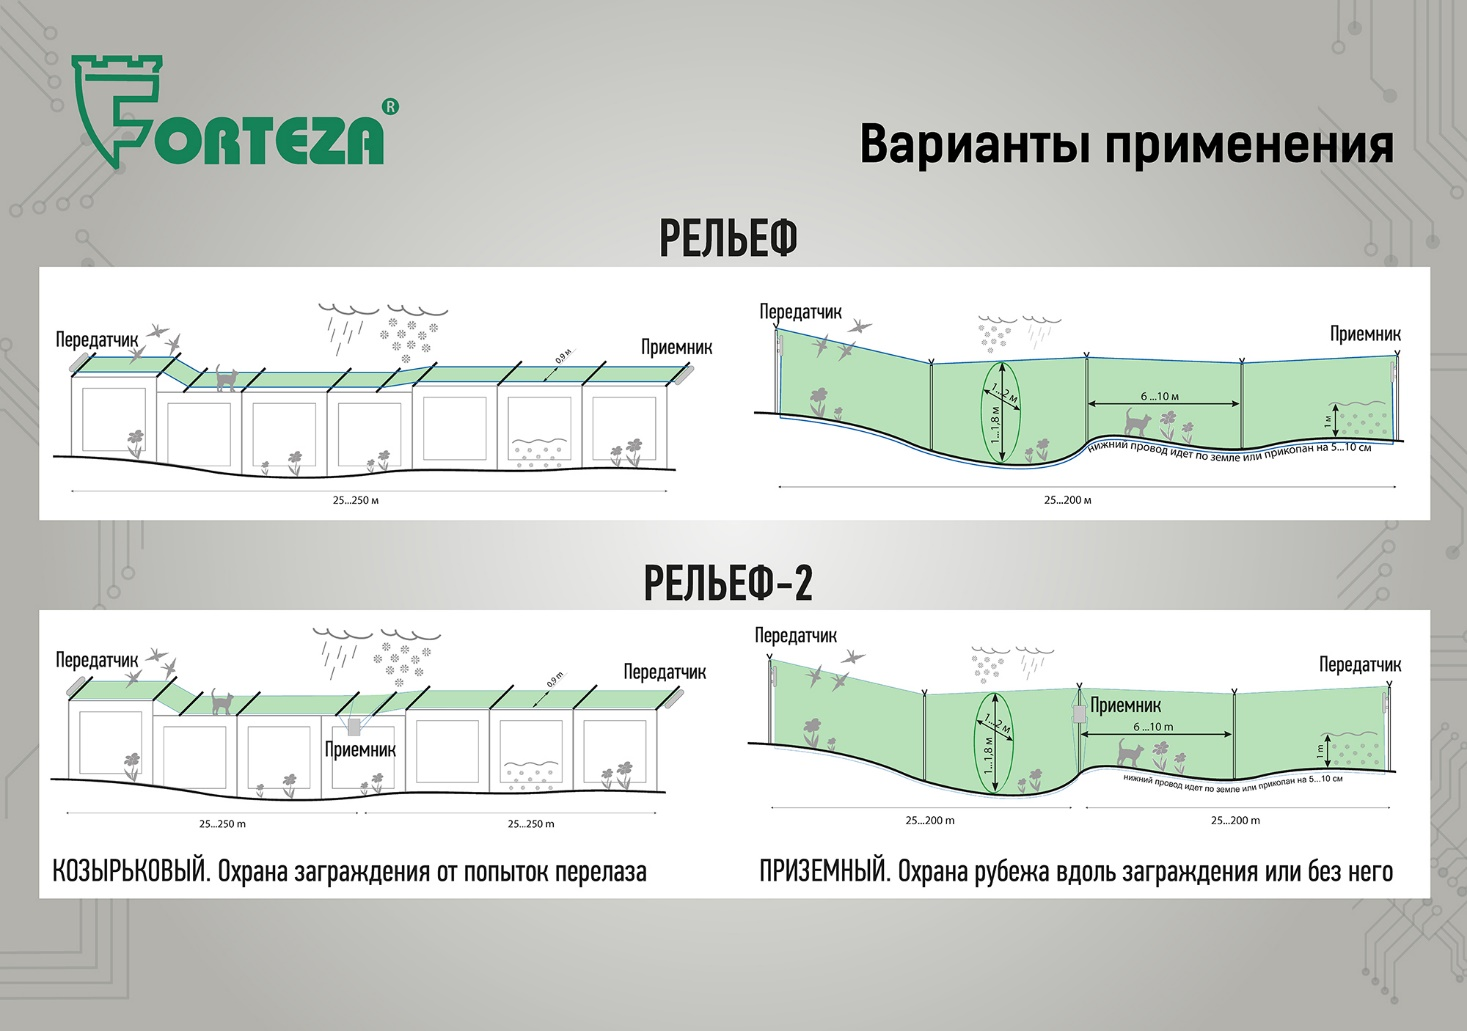 FORTEZA®
Варианты применения
РЕЛЬЕФ
Передатчик
Приемник
0,9 м
25...250 м
Передатчик
Приемник
1...2 м
1...1,8 м
6 ...10 м
1 м
нижний провод идет по земле или прикопан на 5...10 см
25...200 м
РЕЛЬЕФ-2
Передатчик
Передатчик
0,9 m
Приемник
25...250 m
25...250 m
КОЗЫРЬКОВЫЙ. Охрана заграждения от попыток перелаза
Передатчик
Передатчик
Приемник
1...2 м
1...1,8 м
6 ...10 m
1 m
нижний провод идет по земле или прикопан на 5...10 см
25...200 m
25...200 m
ПРИЗЕМНЫЙ. Охрана рубежа вдоль заграждения или без него